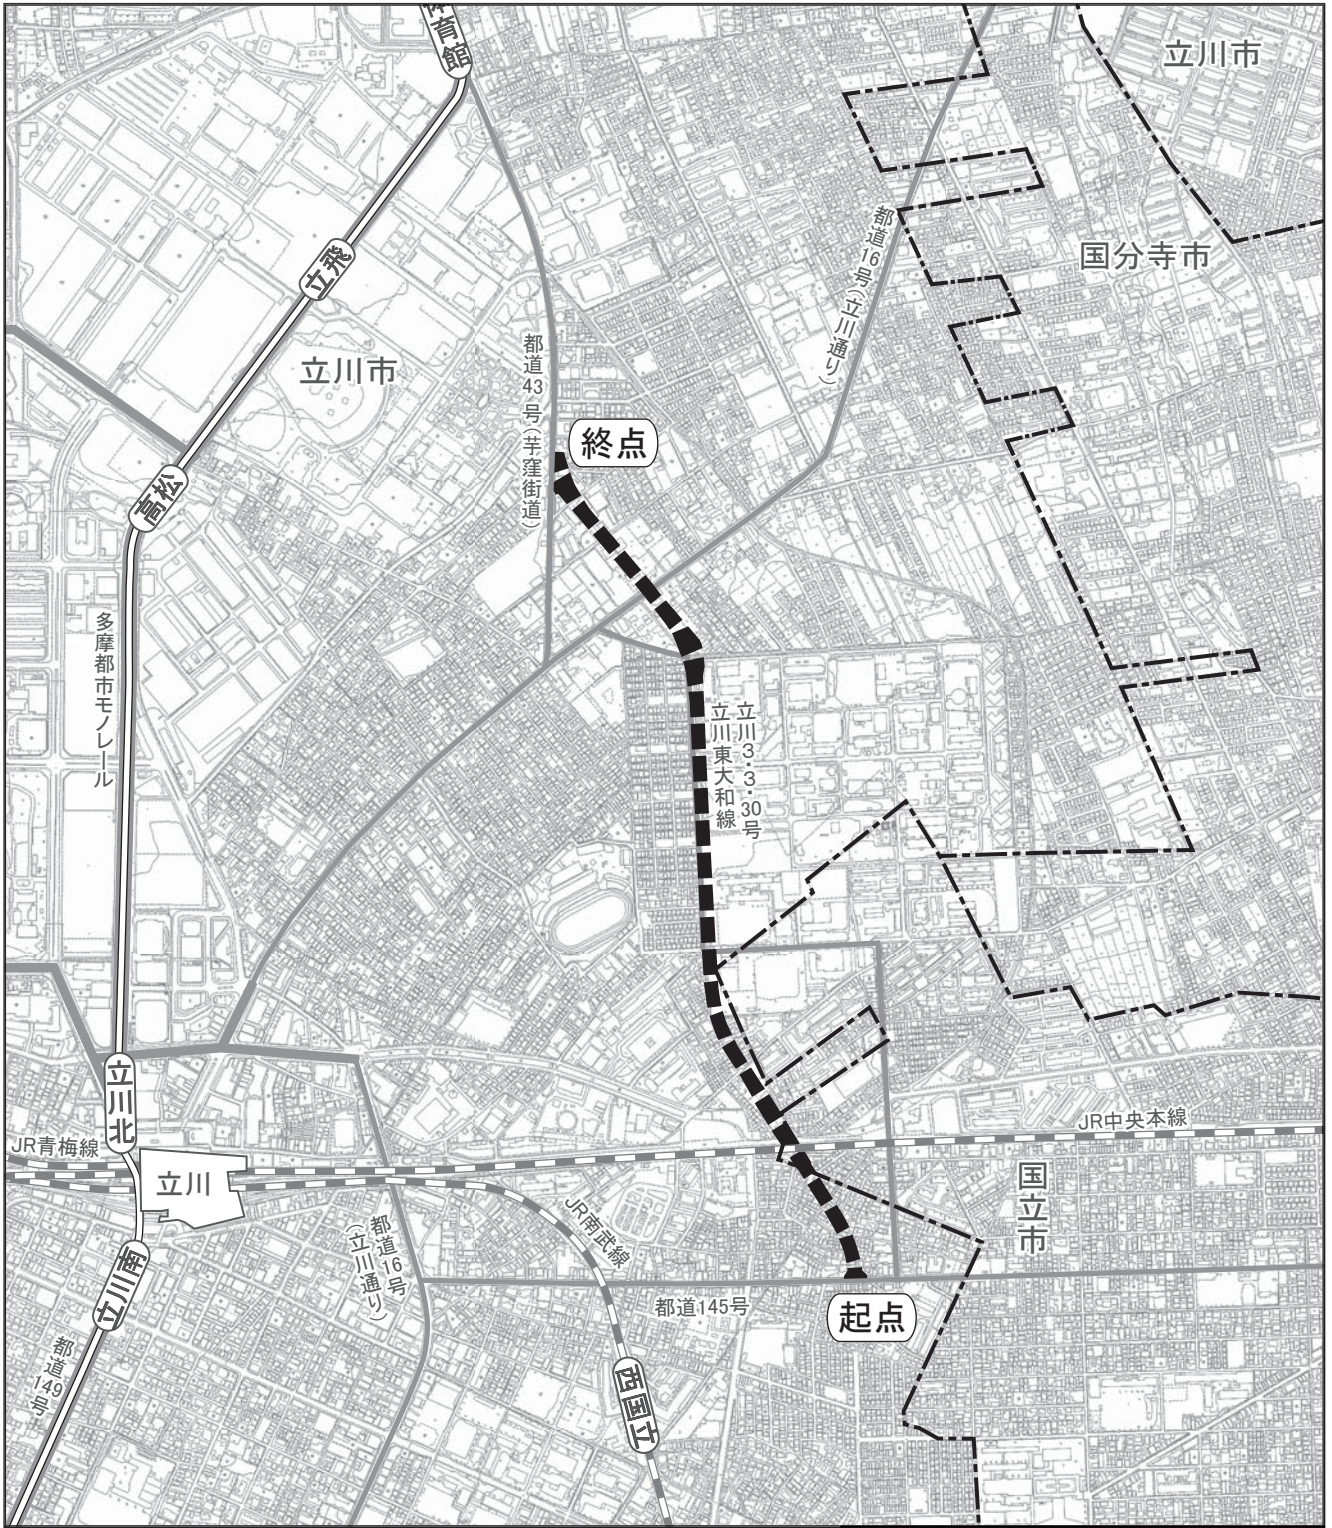 体育館
立川市
国分寺市
都道16号(立川通り)
立飛
立川市
都道43号(芋窪街道)
終点
高松
多摩都市モノレール
立川3・3・30号
立川東大和線
立川北
JR青梅線
JR中央本線
立川
国立市
都道16号
(立川通り)
JR南武線
立川南
都道145号
起点
都道149号
西国立